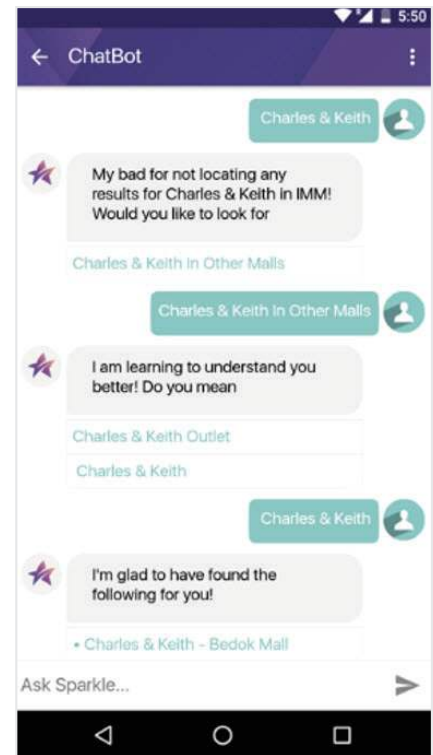 5:50
ChatBot
Charles & Keith
My bad for not locating any
results for Charles & Keith in IMM!
Would you like to look for
Charles & Keith In Other Malls
Charles & Keith In Other Malls
I am learning to understand you
better! Do you mean
Charles & Keith Outlet
Charles & Keith
Charles & Keith
I'm glad to have found the
following for you!
• Charles & Keith - Bedok Mall
Ask Sparkle...